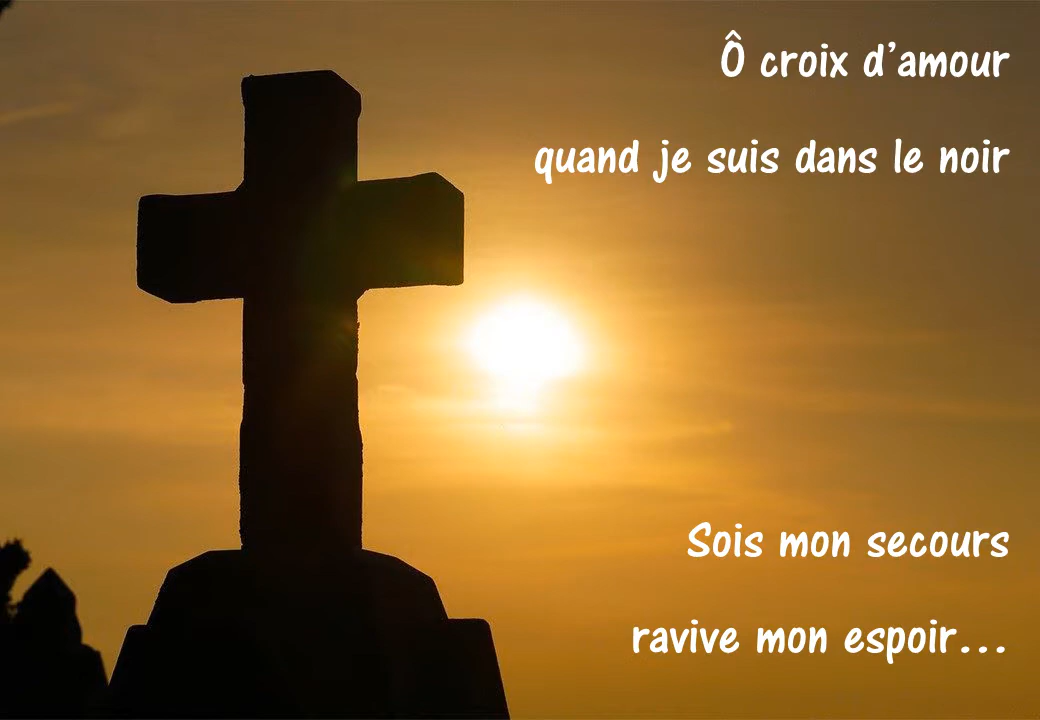 Ô croix d’amour
quand je suis dans le noir
Sois mon secours
ravive mon espoir...